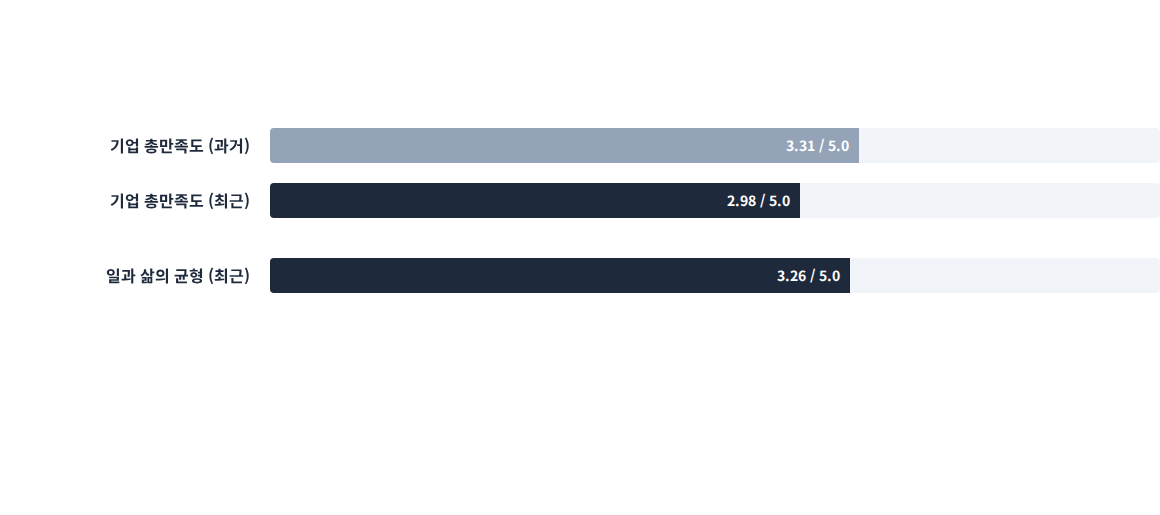 기업 총만족도 (과거) 3.31 / 5.0
기업 총만족도 (최근) 2.98 / 5.0
일과 삶의 균형 (최근) 3.26 / 5.0